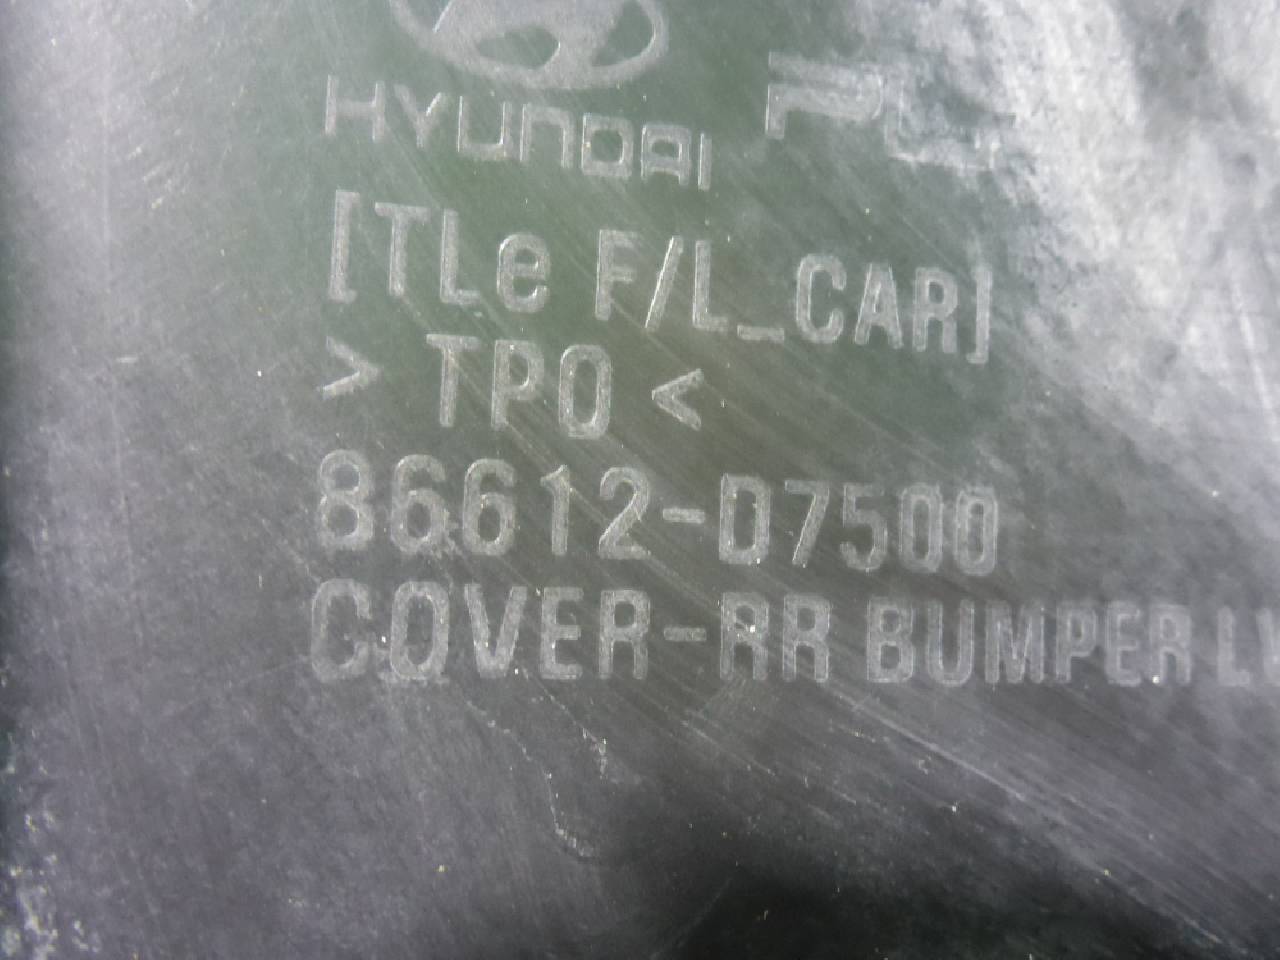 HYUNDAI
[TLe F/L_CAR]
> TPO <
86612-D7500
COVER-RR BUMPER